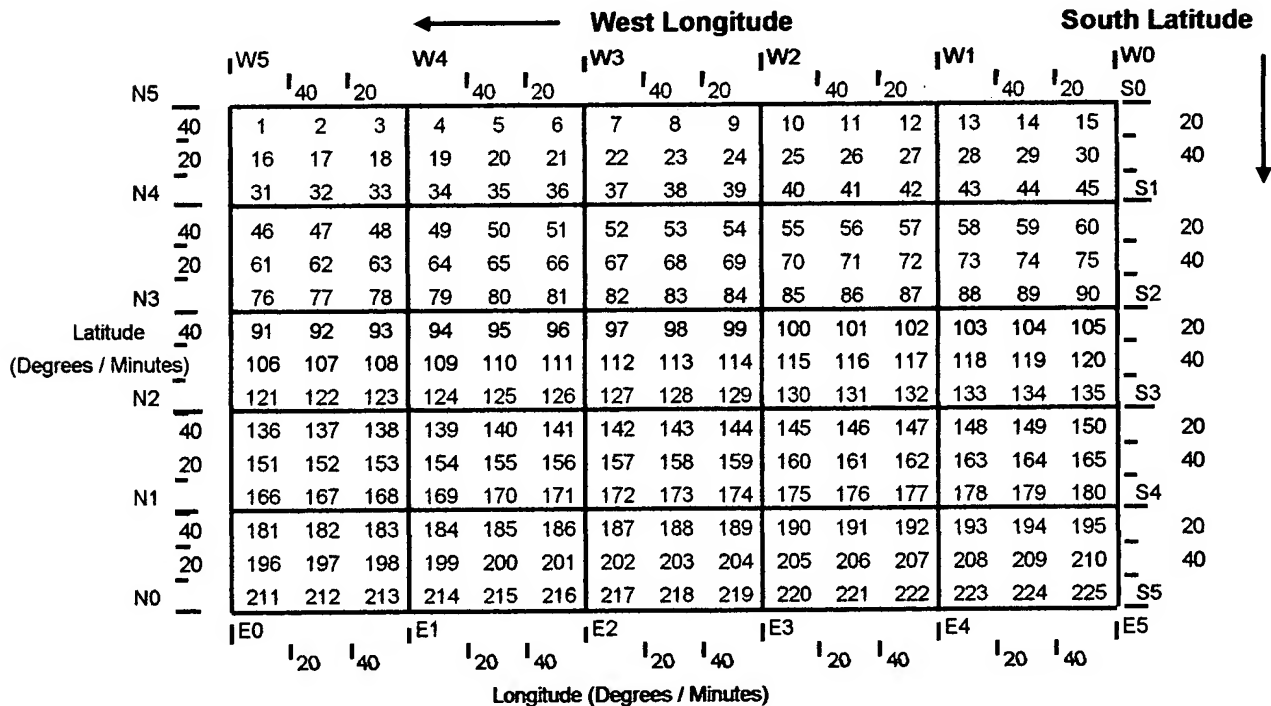 West Longitude South Latitude
W5 W4 W3 W2 W1 W0
40 20 40 20 40 20 40 20 40 20 S0
N5
40 1 2 3 4 5 6 7 8 9 10 11 12 13 14 15 20
20 16 17 18 19 20 21 22 23 24 25 26 27 28 29 30 40
N4 31 32 33 34 35 36 37 38 39 40 41 42 43 44 45 S1
40 46 47 48 49 50 51 52 53 54 55 56 57 58 59 60 20
20 61 62 63 64 65 66 67 68 69 70 71 72 73 74 75 40
N3 76 77 78 79 80 81 82 83 84 85 86 87 88 89 90 S2
Latitude 40 91 92 93 94 95 96 97 98 99 100 101 102 103 104 105 20
(Degrees / Minutes) 106 107 108 109 110 111 112 113 114 115 116 117 118 119 120 40
N2 121 122 123 124 125 126 127 128 129 130 131 132 133 134 135 S3
40 136 137 138 139 140 141 142 143 144 145 146 147 148 149 150 20
20 151 152 153 154 155 156 157 158 159 160 161 162 163 164 165 40
N1 166 167 168 169 170 171 172 173 174 175 176 177 178 179 180 S4
40 181 182 183 184 185 186 187 188 189 190 191 192 193 194 195 20
20 196 197 198 199 200 201 202 203 204 205 206 207 208 209 210 40
N0 211 212 213 214 215 216 217 218 219 220 221 222 223 224 225 S5
E0 E1 E2 E3 E4 E5
20 40 20 40 20 40 20 40 20 40
Longitude (Degrees / Minutes)